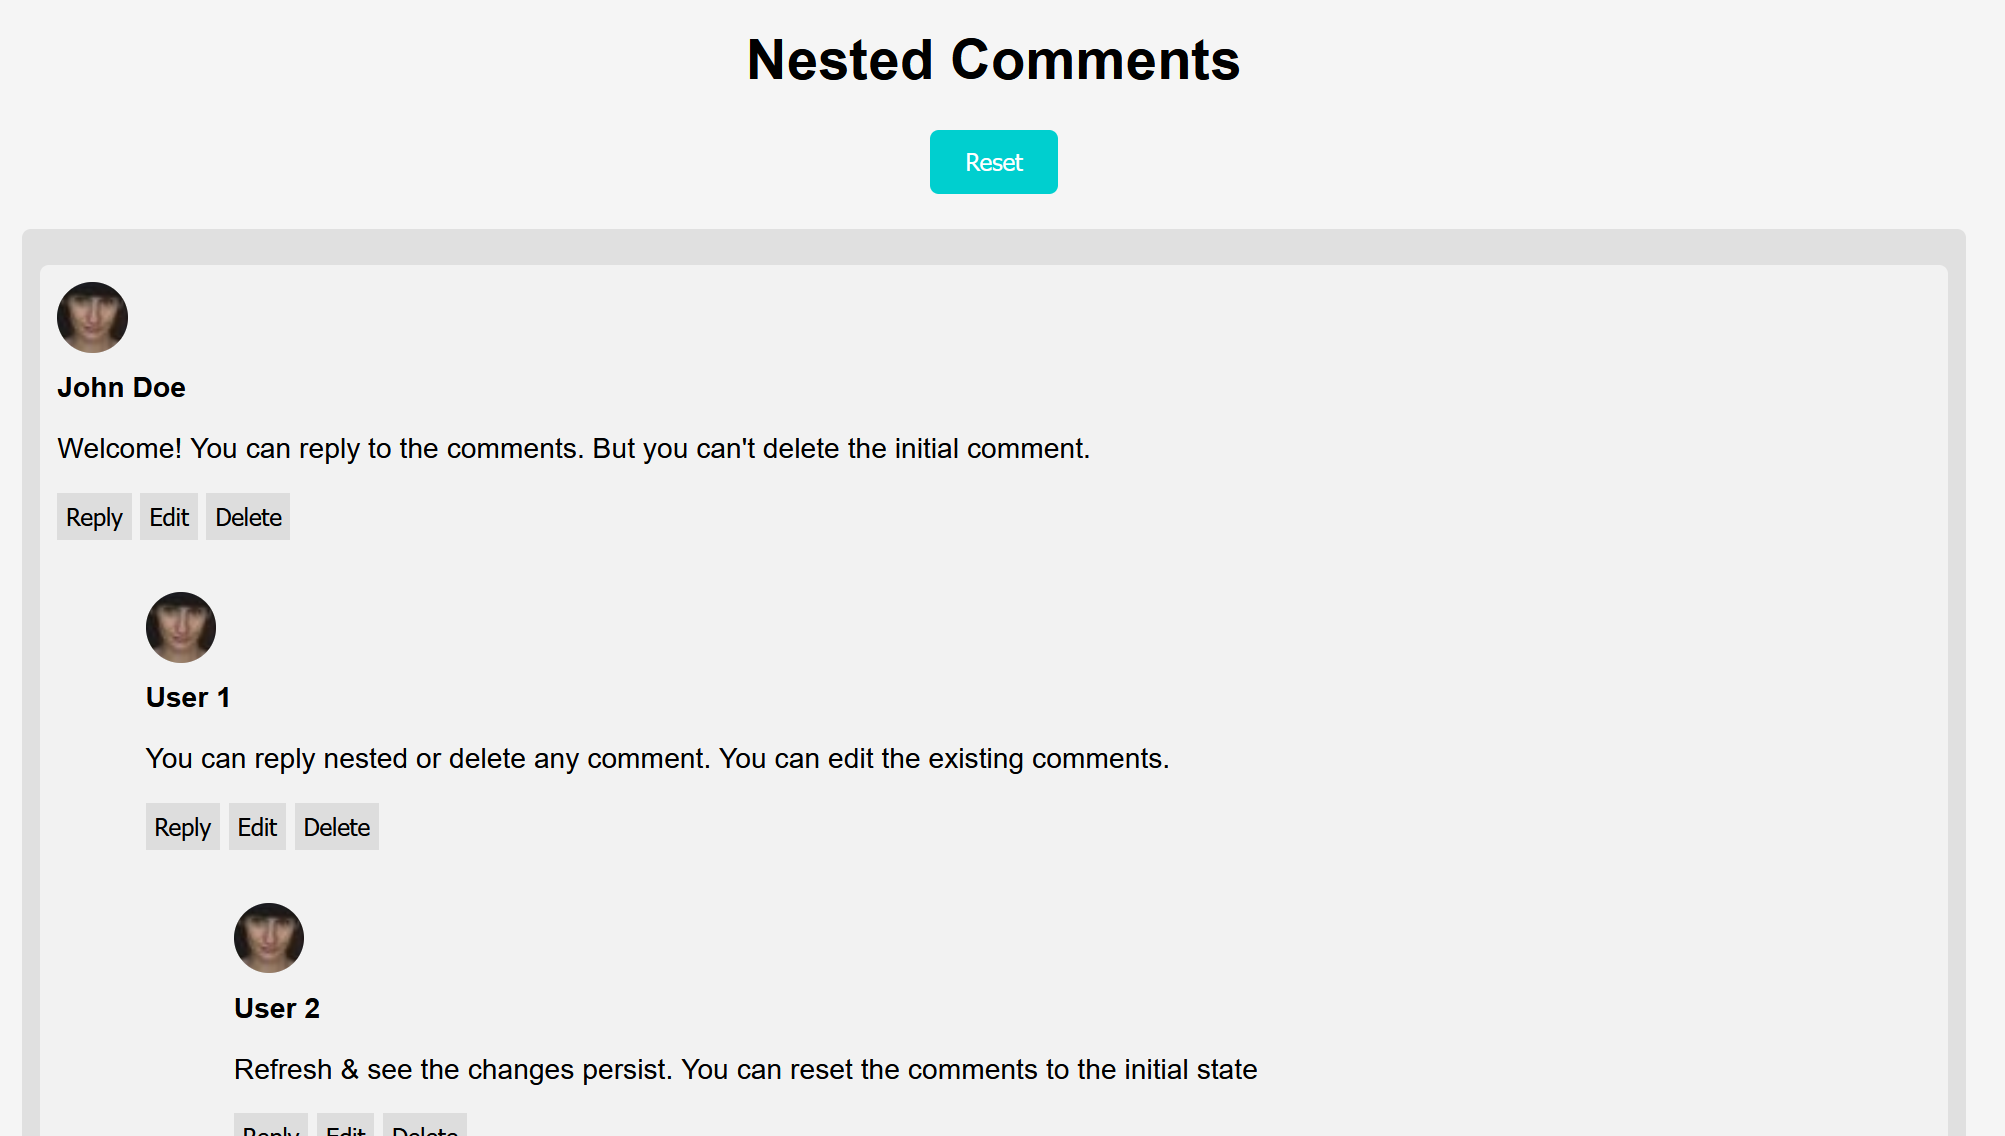 Nested Comments
Reset
John Doe
Welcome! You can reply to the comments. But you can't delete the initial comment.
Reply Edit Delete
User 1
You can reply nested or delete any comment. You can edit the existing comments.
Reply Edit Delete
User 2
Refresh & see the changes persist. You can reset the comments to the initial state
Reply Edit Delete